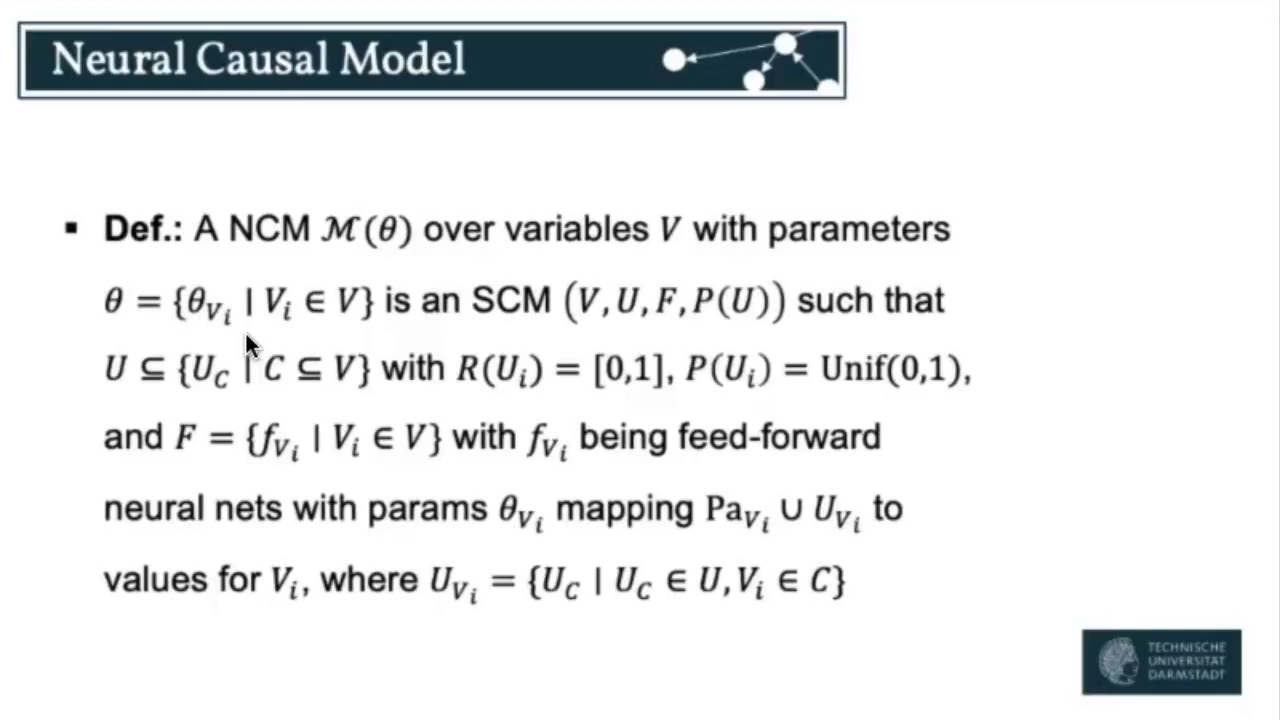 Neural Causal Model
▪ Def.: A NCM ℳ(θ) over variables V with parameters
θ = {θ_{V_i} | V_i ∈ V} is an SCM (V, U, F, P(U)) such that
U ⊆ {U_C | C ⊆ V} with R(U_i) = [0,1], P(U_i) = Unif(0,1),
and F = {f_{V_i} | V_i ∈ V} with f_{V_i} being feed-forward
neural nets with params θ_{V_i} mapping Pa_{V_i} ∪ U_{V_i} to
values for V_i, where U_{V_i} = {U_C | U_C ∈ U, V_i ∈ C}
TECHNISCHE
UNIVERSITÄT
DARMSTADT